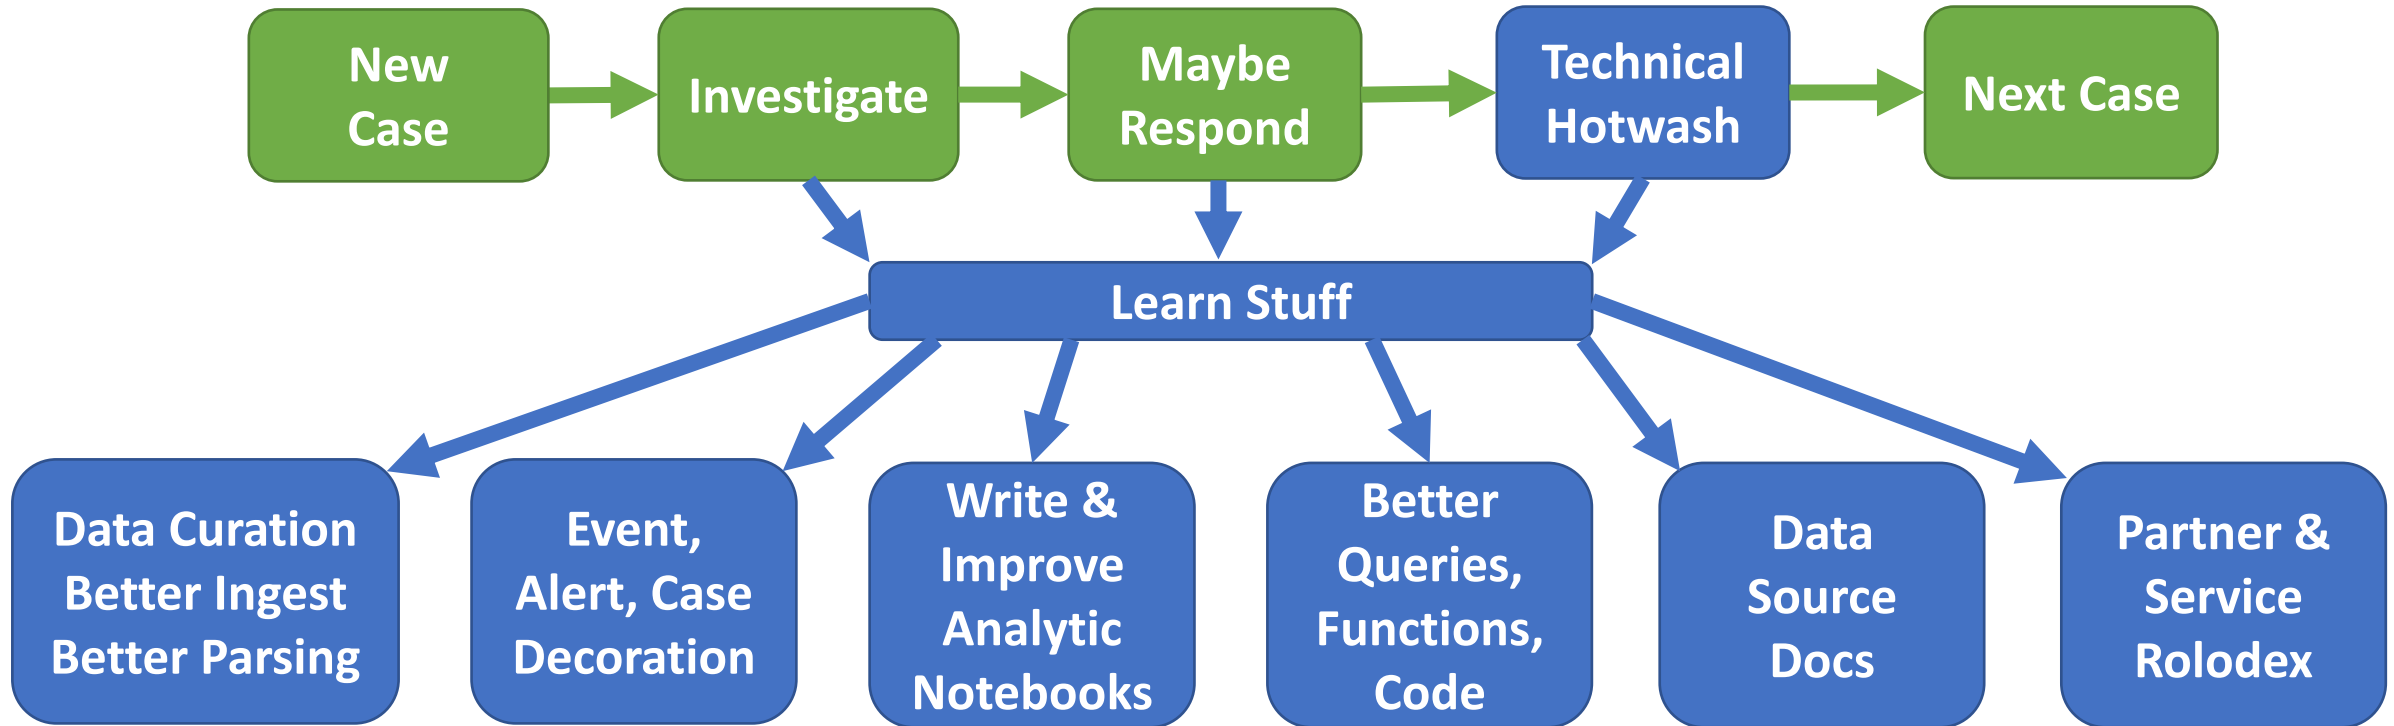 New
Case
Investigate
Maybe
Respond
Technical
Hotwash
Next Case
Learn Stuff
Data Curation
Better Ingest
Better Parsing
Event,
Alert, Case
Decoration
Write &
Improve
Analytic
Notebooks
Better
Queries,
Functions,
Code
Data
Source
Docs
Partner &
Service
Rolodex